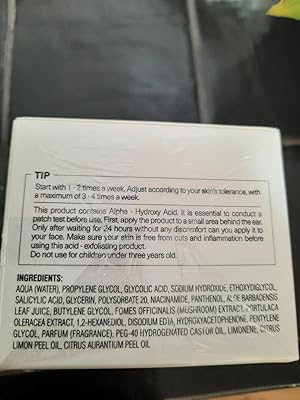 TIP
Start with 1 - 2 times a week. Adjust according to your skin's tolerance, with
a maximum of 3 - 4 times a week.
This product contains Alpha - Hydroxy Acid. It is essential to conduct a
patch test before use. First, apply the product to a small area behind the ear.
Only after waiting for 24 hours without any discomfort can you apply it to
your face. Make sure your skin is free from cuts and inflammation before
using this acid - exfoliating product.
Do not use for children under three years old.
INGREDIENTS:
AQUA (WATER), PROPYLENE GLYCOL, GLYCOLIC ACID, SODIUM HYDROXIDE, ETHOXYDIGLYCOL,
SALICYLIC ACID, GLYCERIN, POLYSORBATE 20, NIACINAMIDE, PANTHENOL, ALOE BARBADENSIS
LEAF JUICE, BUTYLENE GLYCOL, FOMES OFFICINALIS (MUSHROOM) EXTRACT, PORTULACA
OLERACEA EXTRACT, 1,2-HEXANEDIOL, DISODIUM EDTA, HYDROXYACETOPHENONE, PENTYLENE
GLYCOL, PARFUM (FRAGRANCE), PEG-40 HYDROGENATED CASTOR OIL, LIMONENE, CITRUS
LIMON PEEL OIL, CITRUS AURANTIUM PEEL OIL